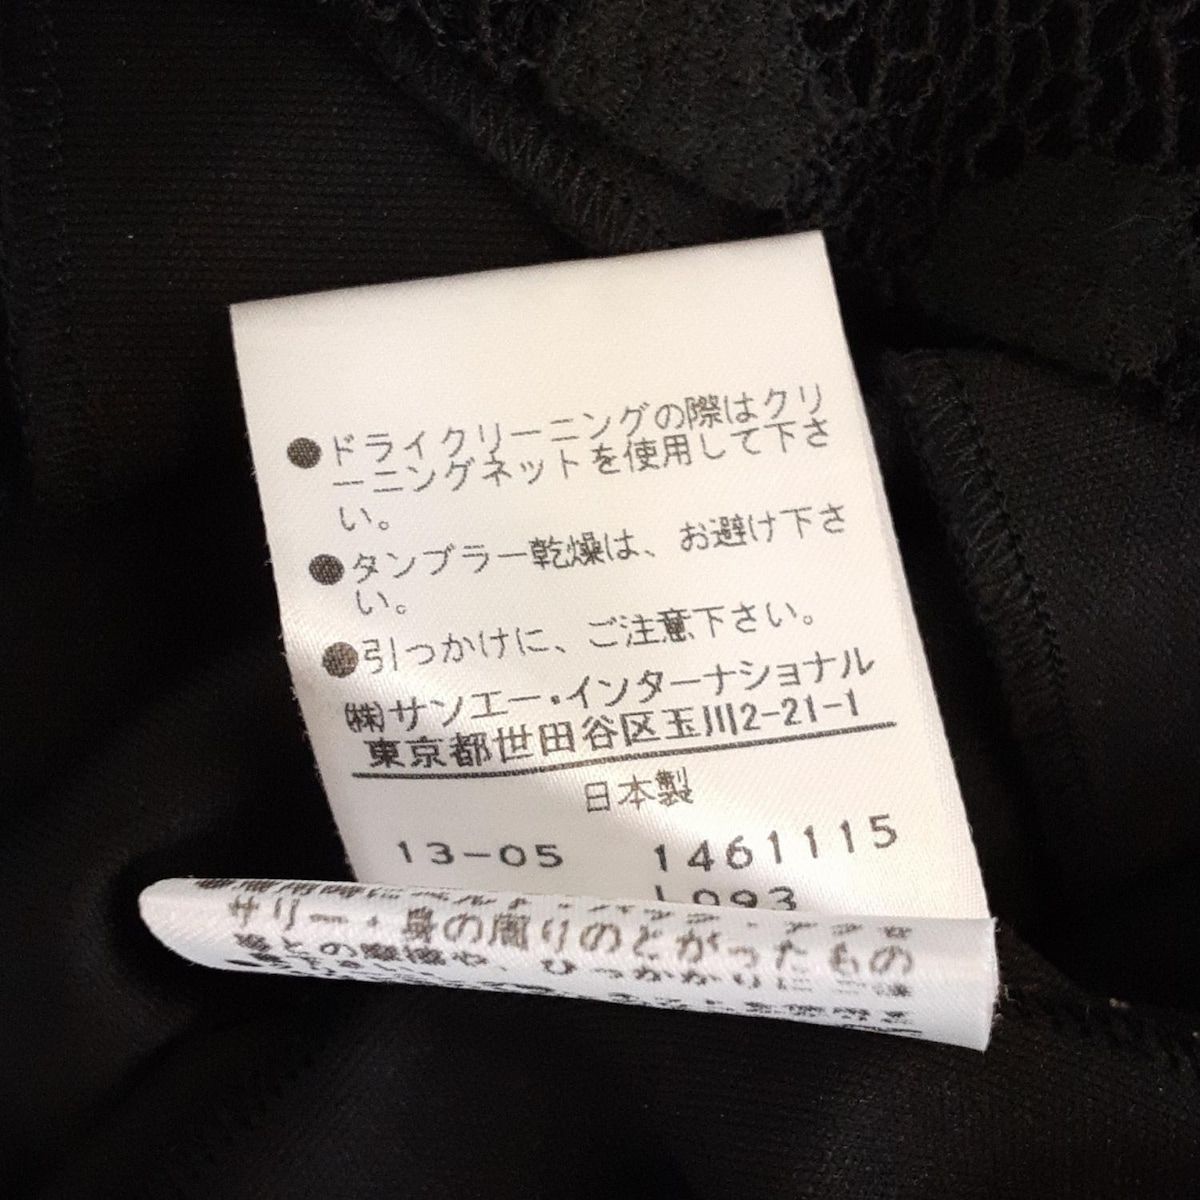 ●ドライクリーニングの際はクリ
ーニングネットを使用して下さ
い。
●タンブラー乾燥は、お避け下さ
い。
●引っかけに、ご注意下さい。
(株)サンエー・インターナショナル
東京都世田谷区玉川2-21-1
日本製
13-05 1461115
L093
サリー・身の周りのとがったもの